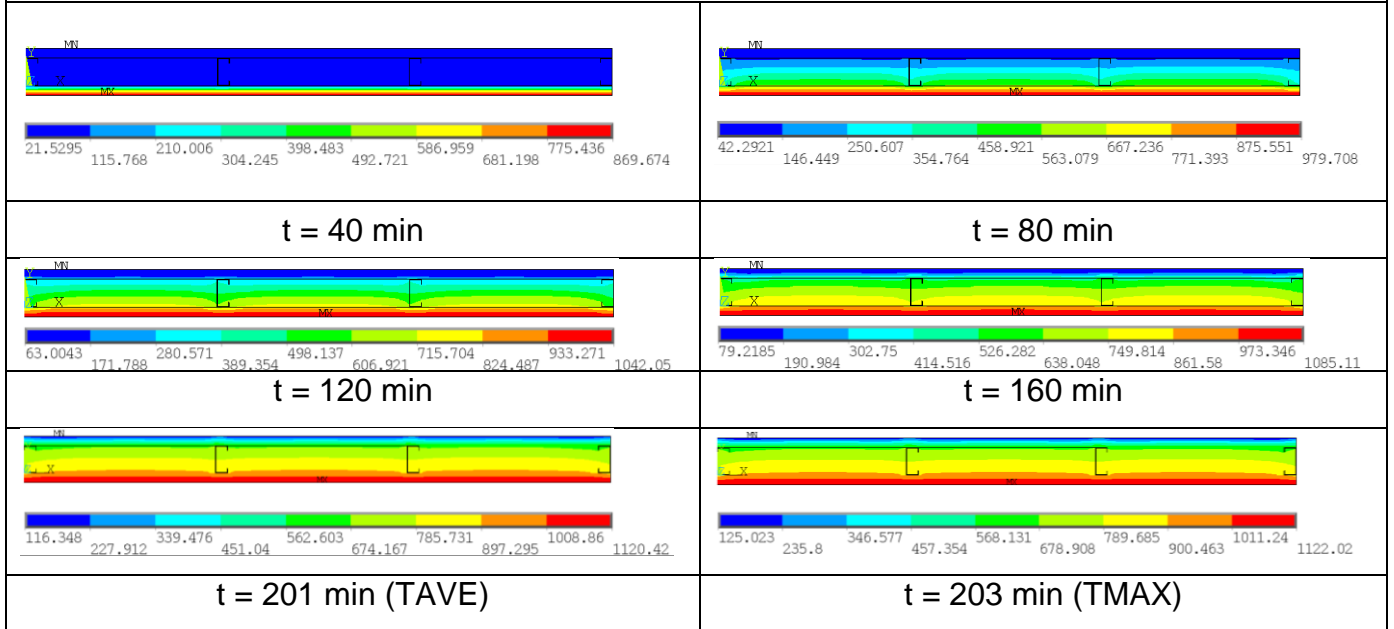 MN
Y
Z X
MX
21.5295 210.006 398.483 586.959 775.436
115.768 304.245 492.721 681.198 869.674
t = 40 min
MN
Y
Z X
MX
42.2921 250.607 458.921 667.236 875.551
146.449 354.764 563.079 771.393 979.708
t = 80 min
MN
Y
Z X
MX
63.0043 280.571 498.137 715.704 933.271
171.788 389.354 606.921 824.487 1042.05
t = 120 min
MN
Y
Z X
MX
79.2185 302.75 526.282 749.814 973.346
190.984 414.516 638.048 861.58 1085.11
t = 160 min
MN
X
MX
116.348 339.476 562.603 785.731 1008.86
227.912 451.04 674.167 897.295 1120.42
t = 201 min (TAVE)
MN
X
MX
125.023 346.577 568.131 789.685 1011.24
235.8 457.354 678.908 900.463 1122.02
t = 203 min (TMAX)